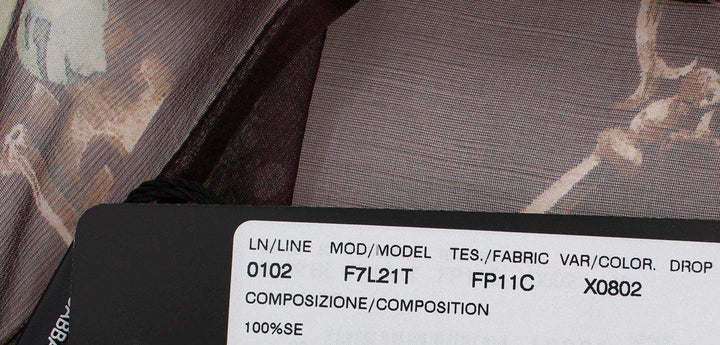 LN/LINE MOD/MODEL TES./FABRIC VAR/COLOR. DROP
0102 F7L21T FP11C X0802
COMPOSIZIONE/COMPOSITION
100%SE